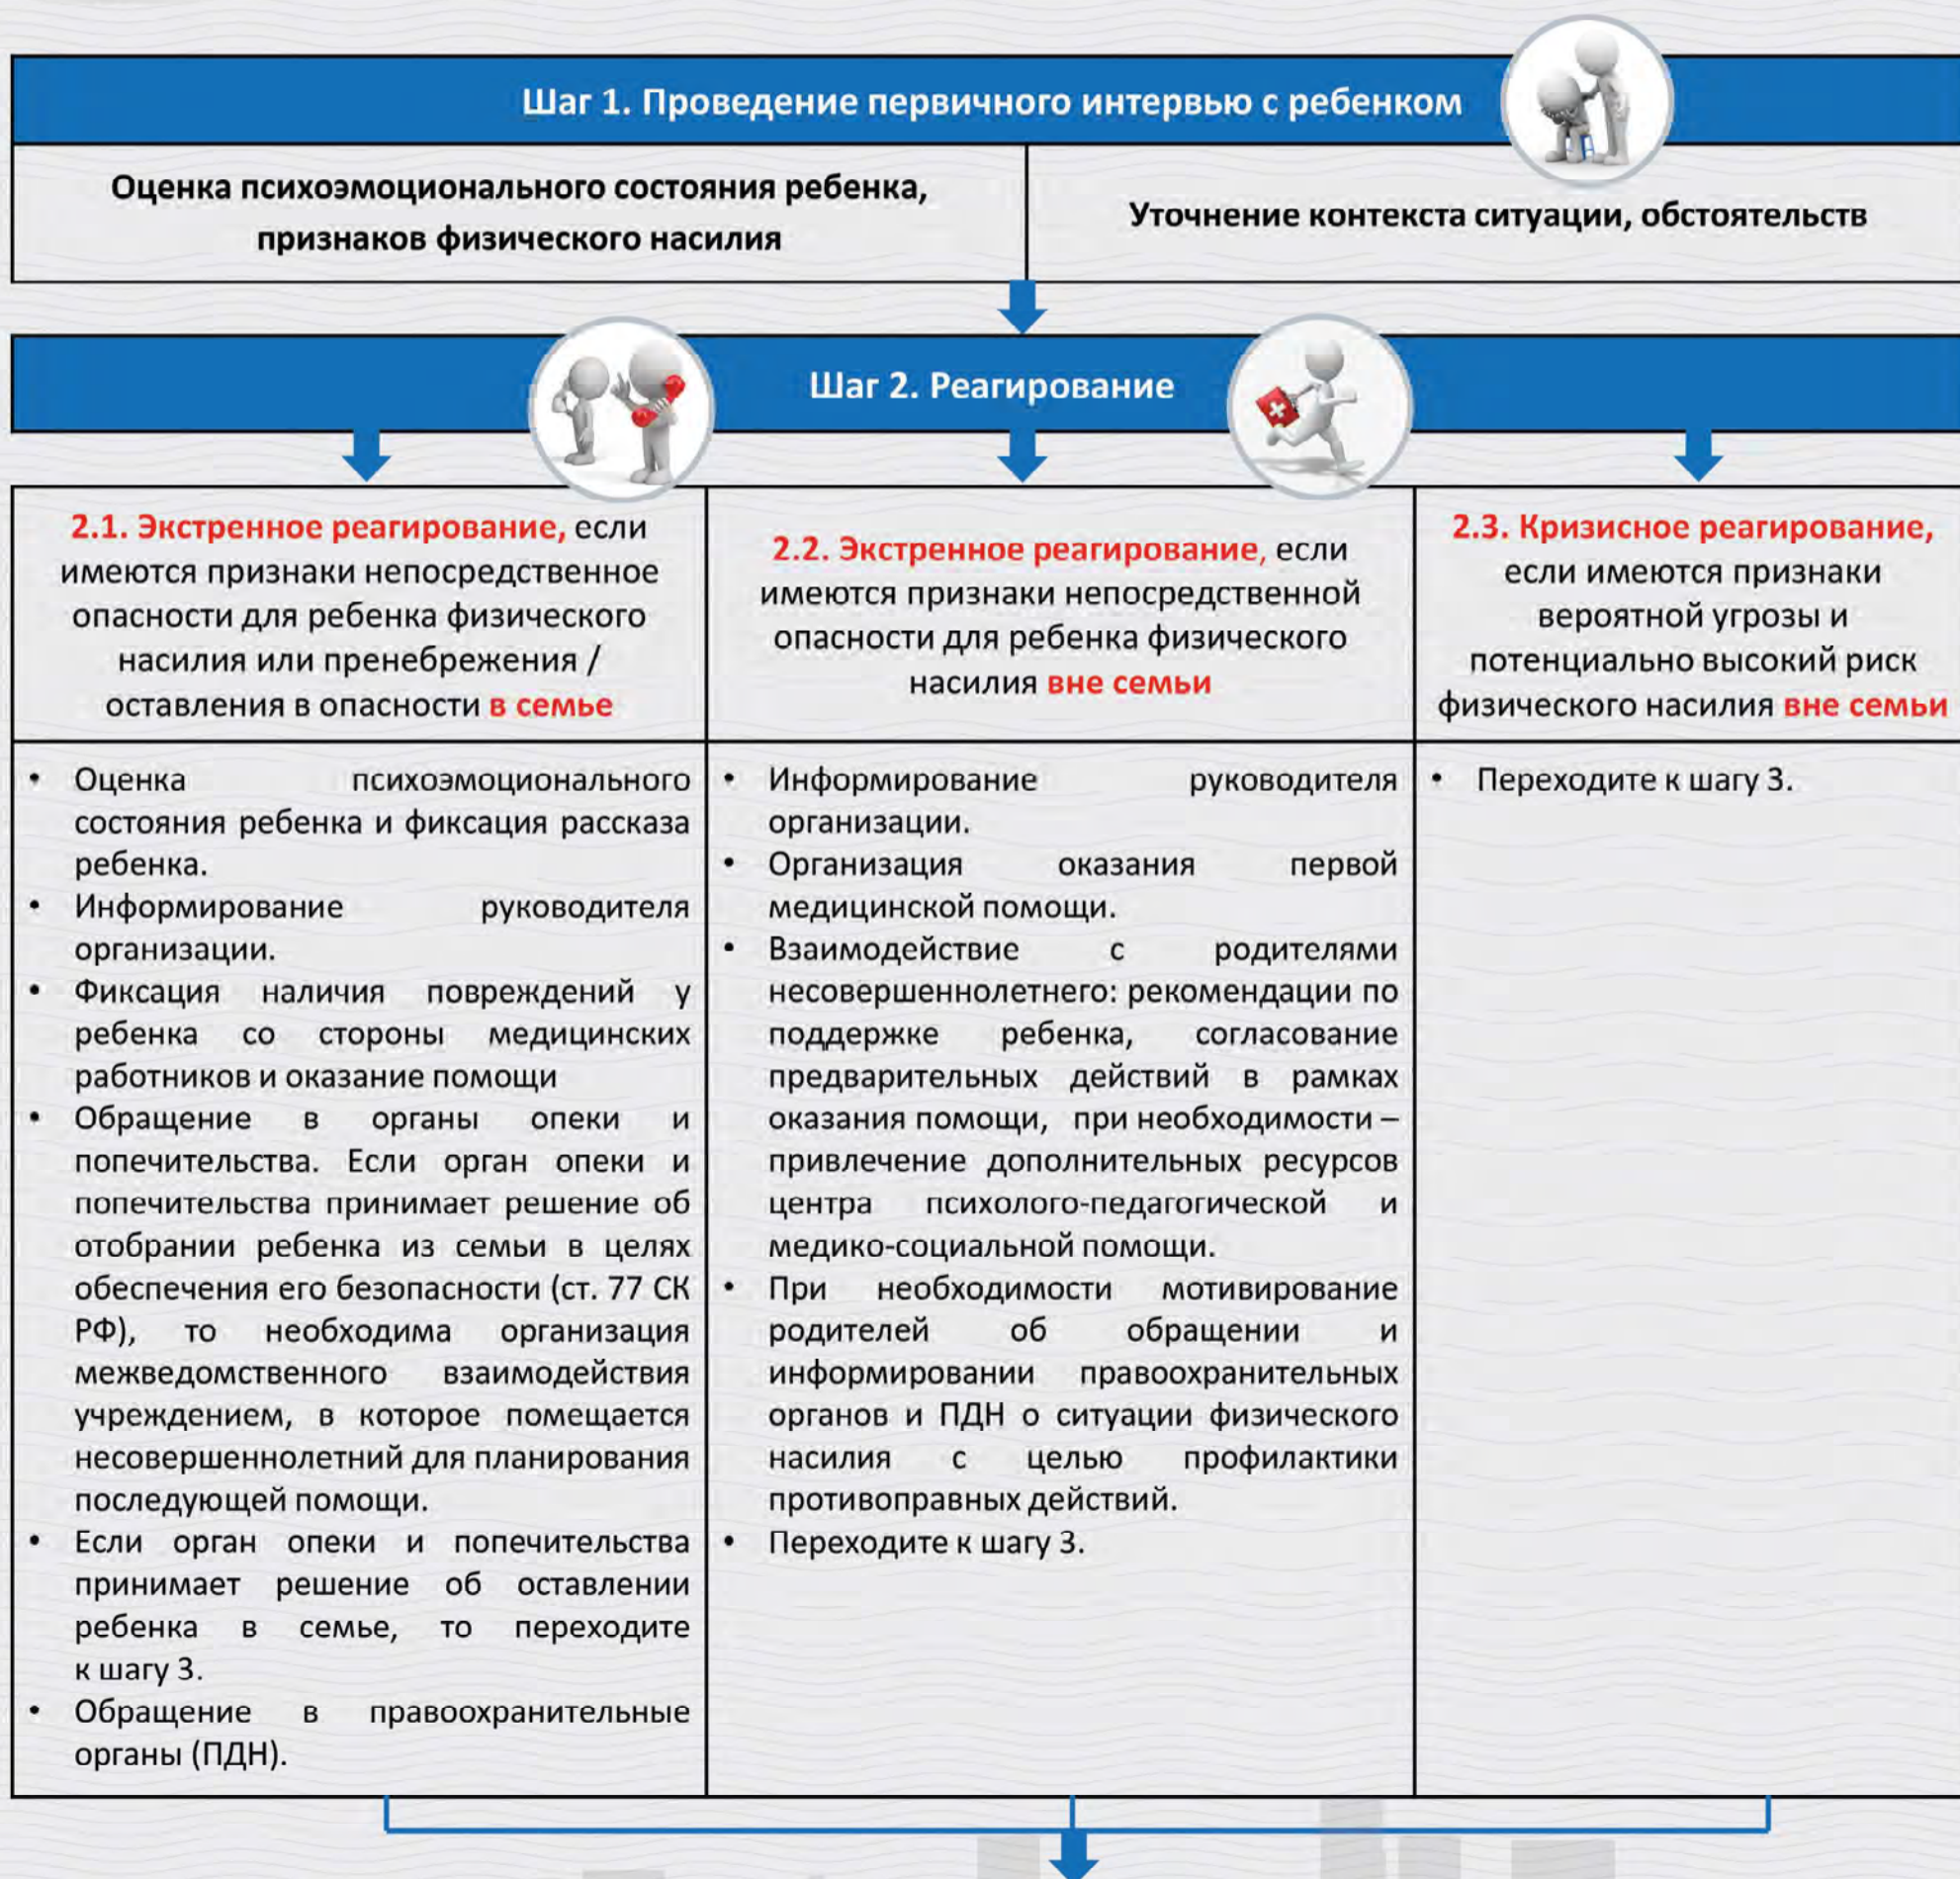 Шаг 1. Проведение первичного интервью с ребенком
Оценка психоэмоционального состояния ребенка,
признаков физического насилия
Уточнение контекста ситуации, обстоятельств
Шаг 2. Реагирование
2.1. Экстренное реагирование, если
имеются признаки непосредственное
опасности для ребенка физического
насилия или пренебрежения /
оставления в опасности в семье
2.2. Экстренное реагирование, если
имеются признаки непосредственной
опасности для ребенка физического
насилия вне семьи
2.3. Кризисное реагирование,
если имеются признаки
вероятной угрозы и
потенциально высокий риск
физического насилия вне семьи
• Оценка психоэмоционального
состояния ребенка и фиксация рассказа
ребенка.
• Информирование руководителя
организации.
• Фиксация наличия повреждений у
ребенка со стороны медицинских
работников и оказание помощи
• Обращение в органы опеки и
попечительства. Если орган опеки и
попечительства принимает решение об
отобрании ребенка из семьи в целях
обеспечения его безопасности (ст. 77 СК
РФ), то необходима организация
межведомственного взаимодействия
учреждением, в которое помещается
несовершеннолетний для планирования
последующей помощи.
• Если орган опеки и попечительства
принимает решение об оставлении
ребенка в семье, то переходите
к шагу 3.
• Обращение в правоохранительные
органы (ПДН).
• Информирование руководителя
организации.
• Организация оказания первой
медицинской помощи.
• Взаимодействие с родителями
несовершеннолетнего: рекомендации по
поддержке ребенка, согласование
предварительных действий в рамках
оказания помощи, при необходимости –
привлечение дополнительных ресурсов
центра психолого-педагогической и
медико-социальной помощи.
• При необходимости мотивирование
родителей об обращении и
информировании правоохранительных
органов и ПДН о ситуации физического
насилия с целью профилактики
противоправных действий.
• Переходите к шагу 3.
• Переходите к шагу 3.